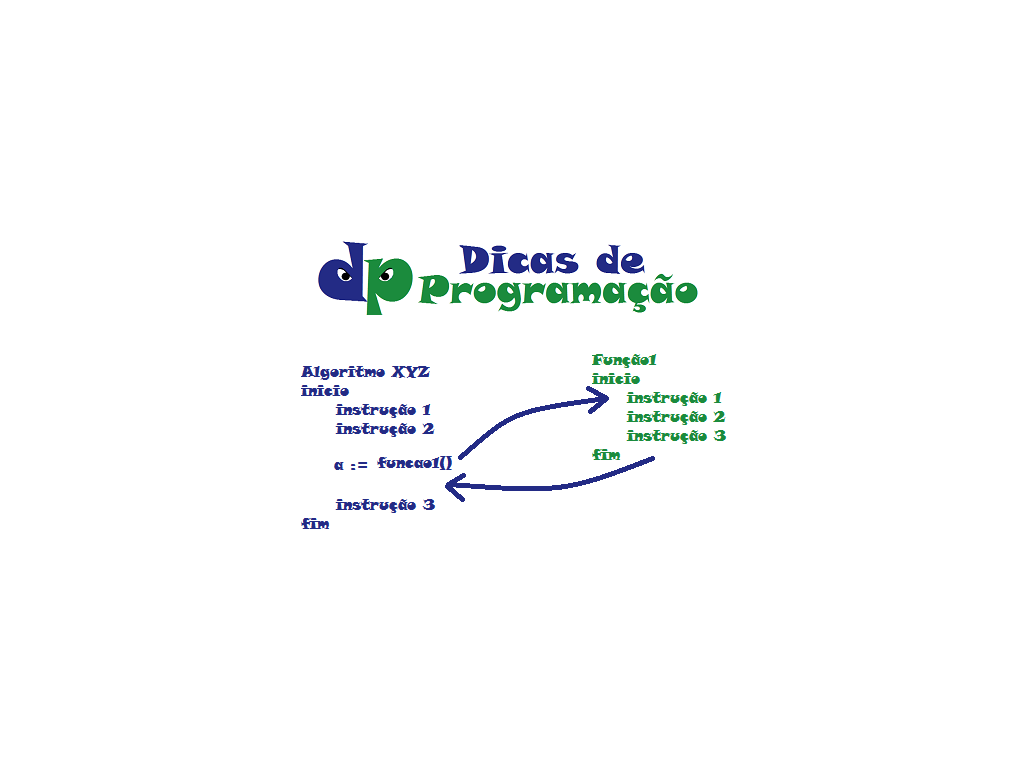 dp Dicas de
Programação
Algoritmo XYZ
inicio
instrução 1
instrução 2
a := funcao1()
instrução 3
fim
Função1
inicio
instrução 1
instrução 2
instrução 3
fim